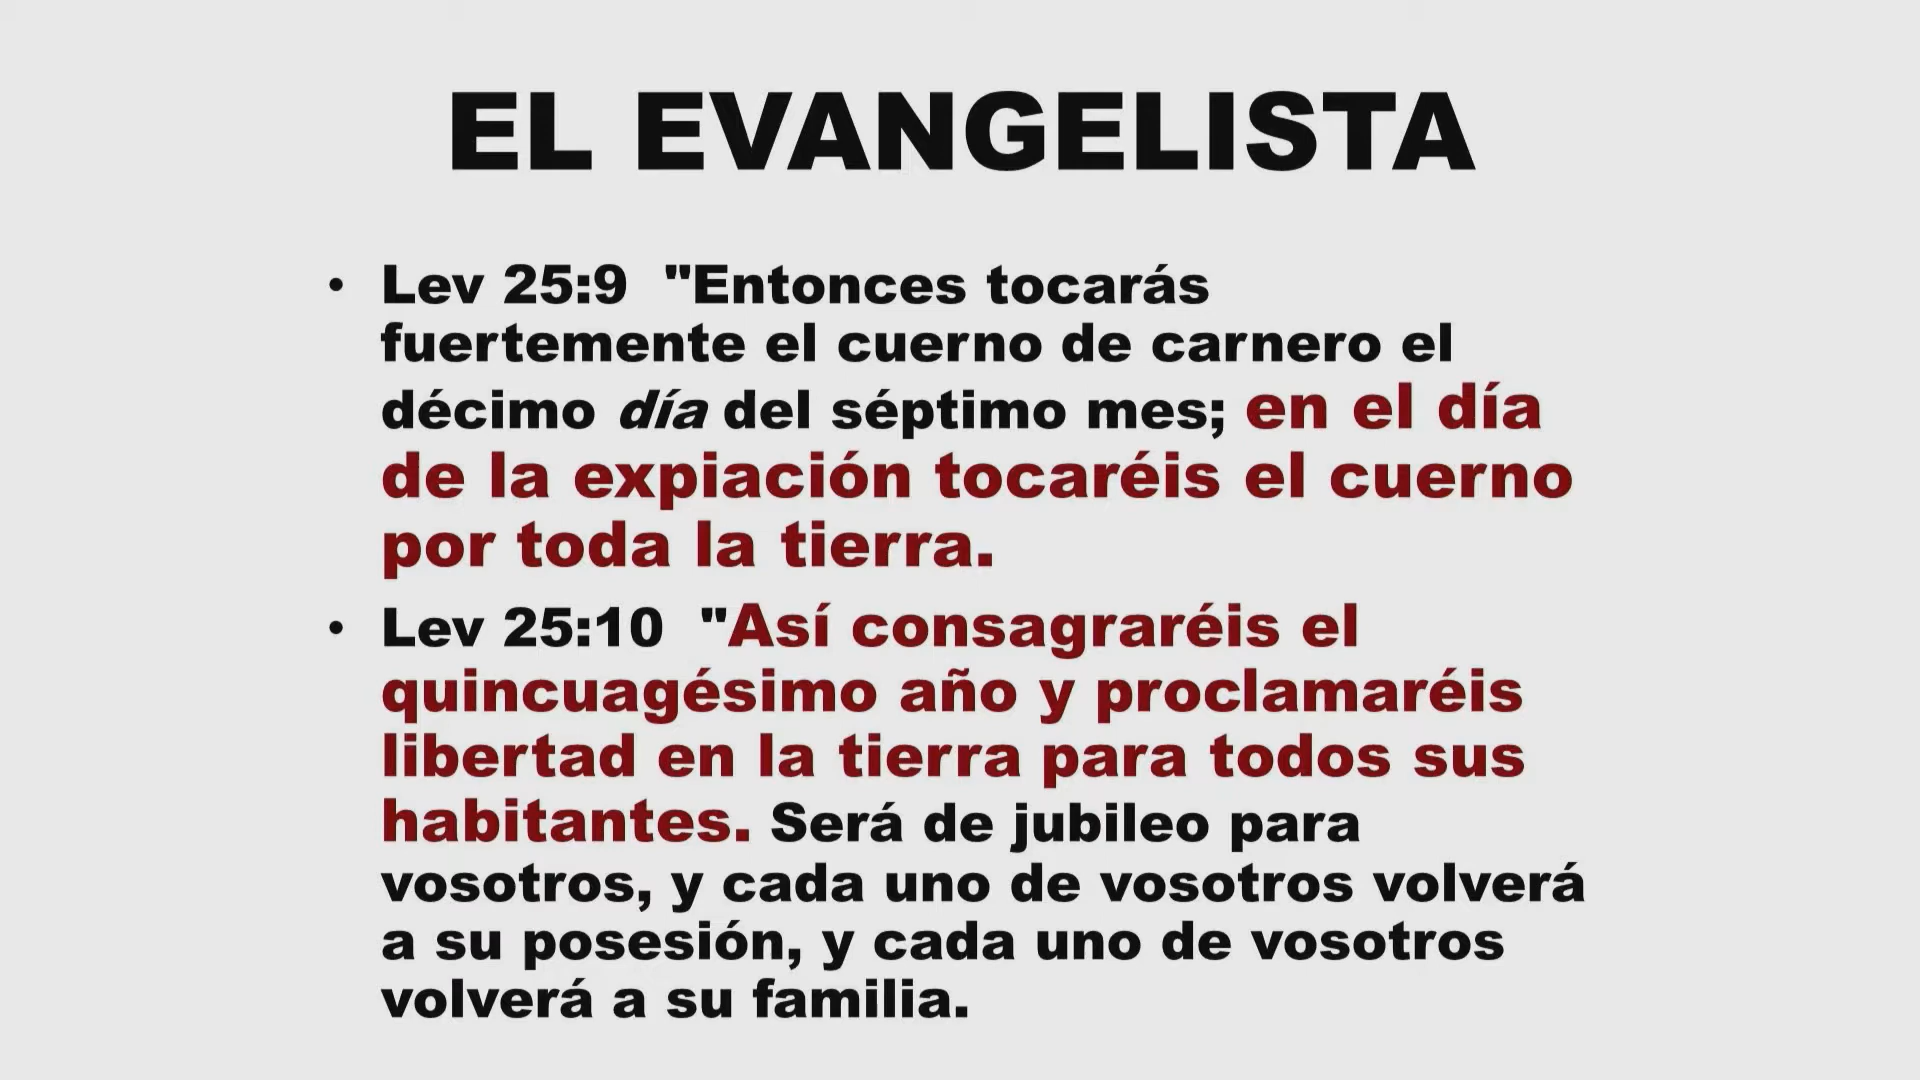 EL EVANGELISTA
• Lev 25:9  "Entonces tocarás
fuertemente el cuerno de carnero el
décimo día del séptimo mes; en el día
de la expiación tocaréis el cuerno
por toda la tierra.
• Lev 25:10  "Así consagraréis el
quincuagésimo año y proclamaréis
libertad en la tierra para todos sus
habitantes. Será de jubileo para
vosotros, y cada uno de vosotros volverá
a su posesión, y cada uno de vosotros
volverá a su familia.